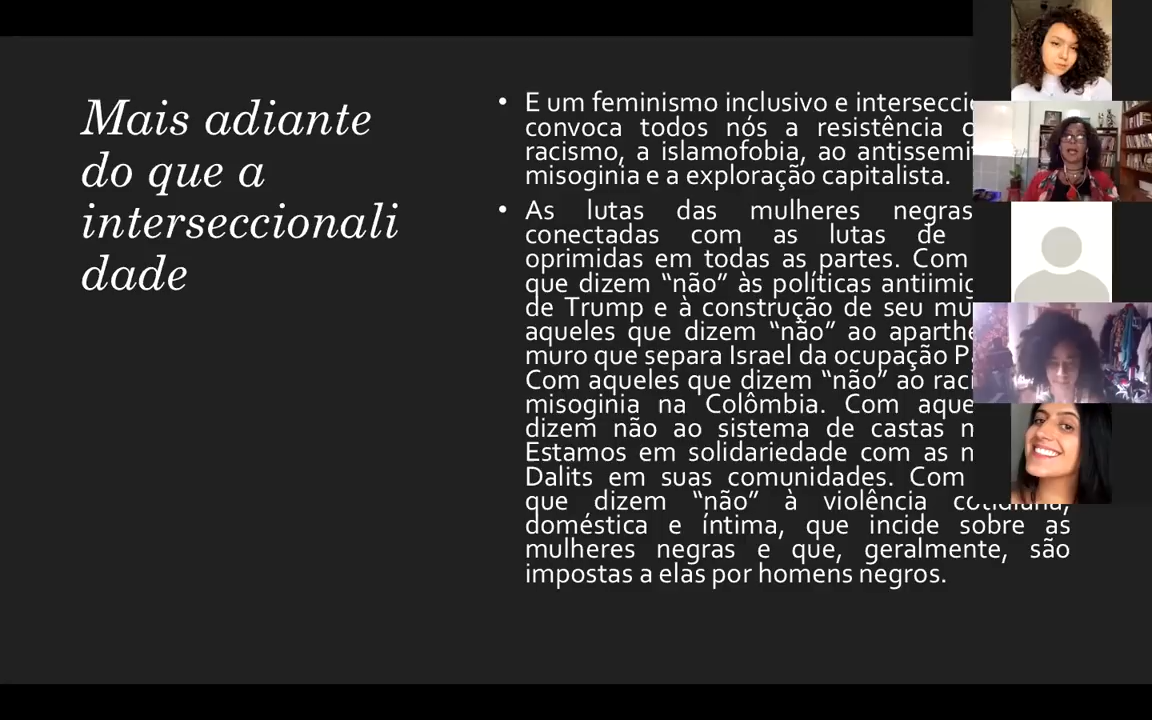 Mais adiante
do que a
interseccionali
dade
• E um feminismo inclusivo e
convoca todos nós a resistência
racismo, a islamofobia, ao
misoginia e a exploração capitalista.
• As lutas das mulheres negras
conectadas com as lutas de
oprimidas em todas as partes. Com
que dizem “não” às políticas
de Trump e à construção de seu
aqueles que dizem “não” ao
muro que separa Israel da ocupação
Com aqueles que dizem “não” ao
misoginia na Colômbia. Com
dizem não ao sistema de castas
Estamos em solidariedade com as
Dalits em suas comunidades. Com
que dizem “não” à violência cotidiana,
doméstica e íntima, que incide sobre as
mulheres negras e que, geralmente, são
impostas a elas por homens negros.